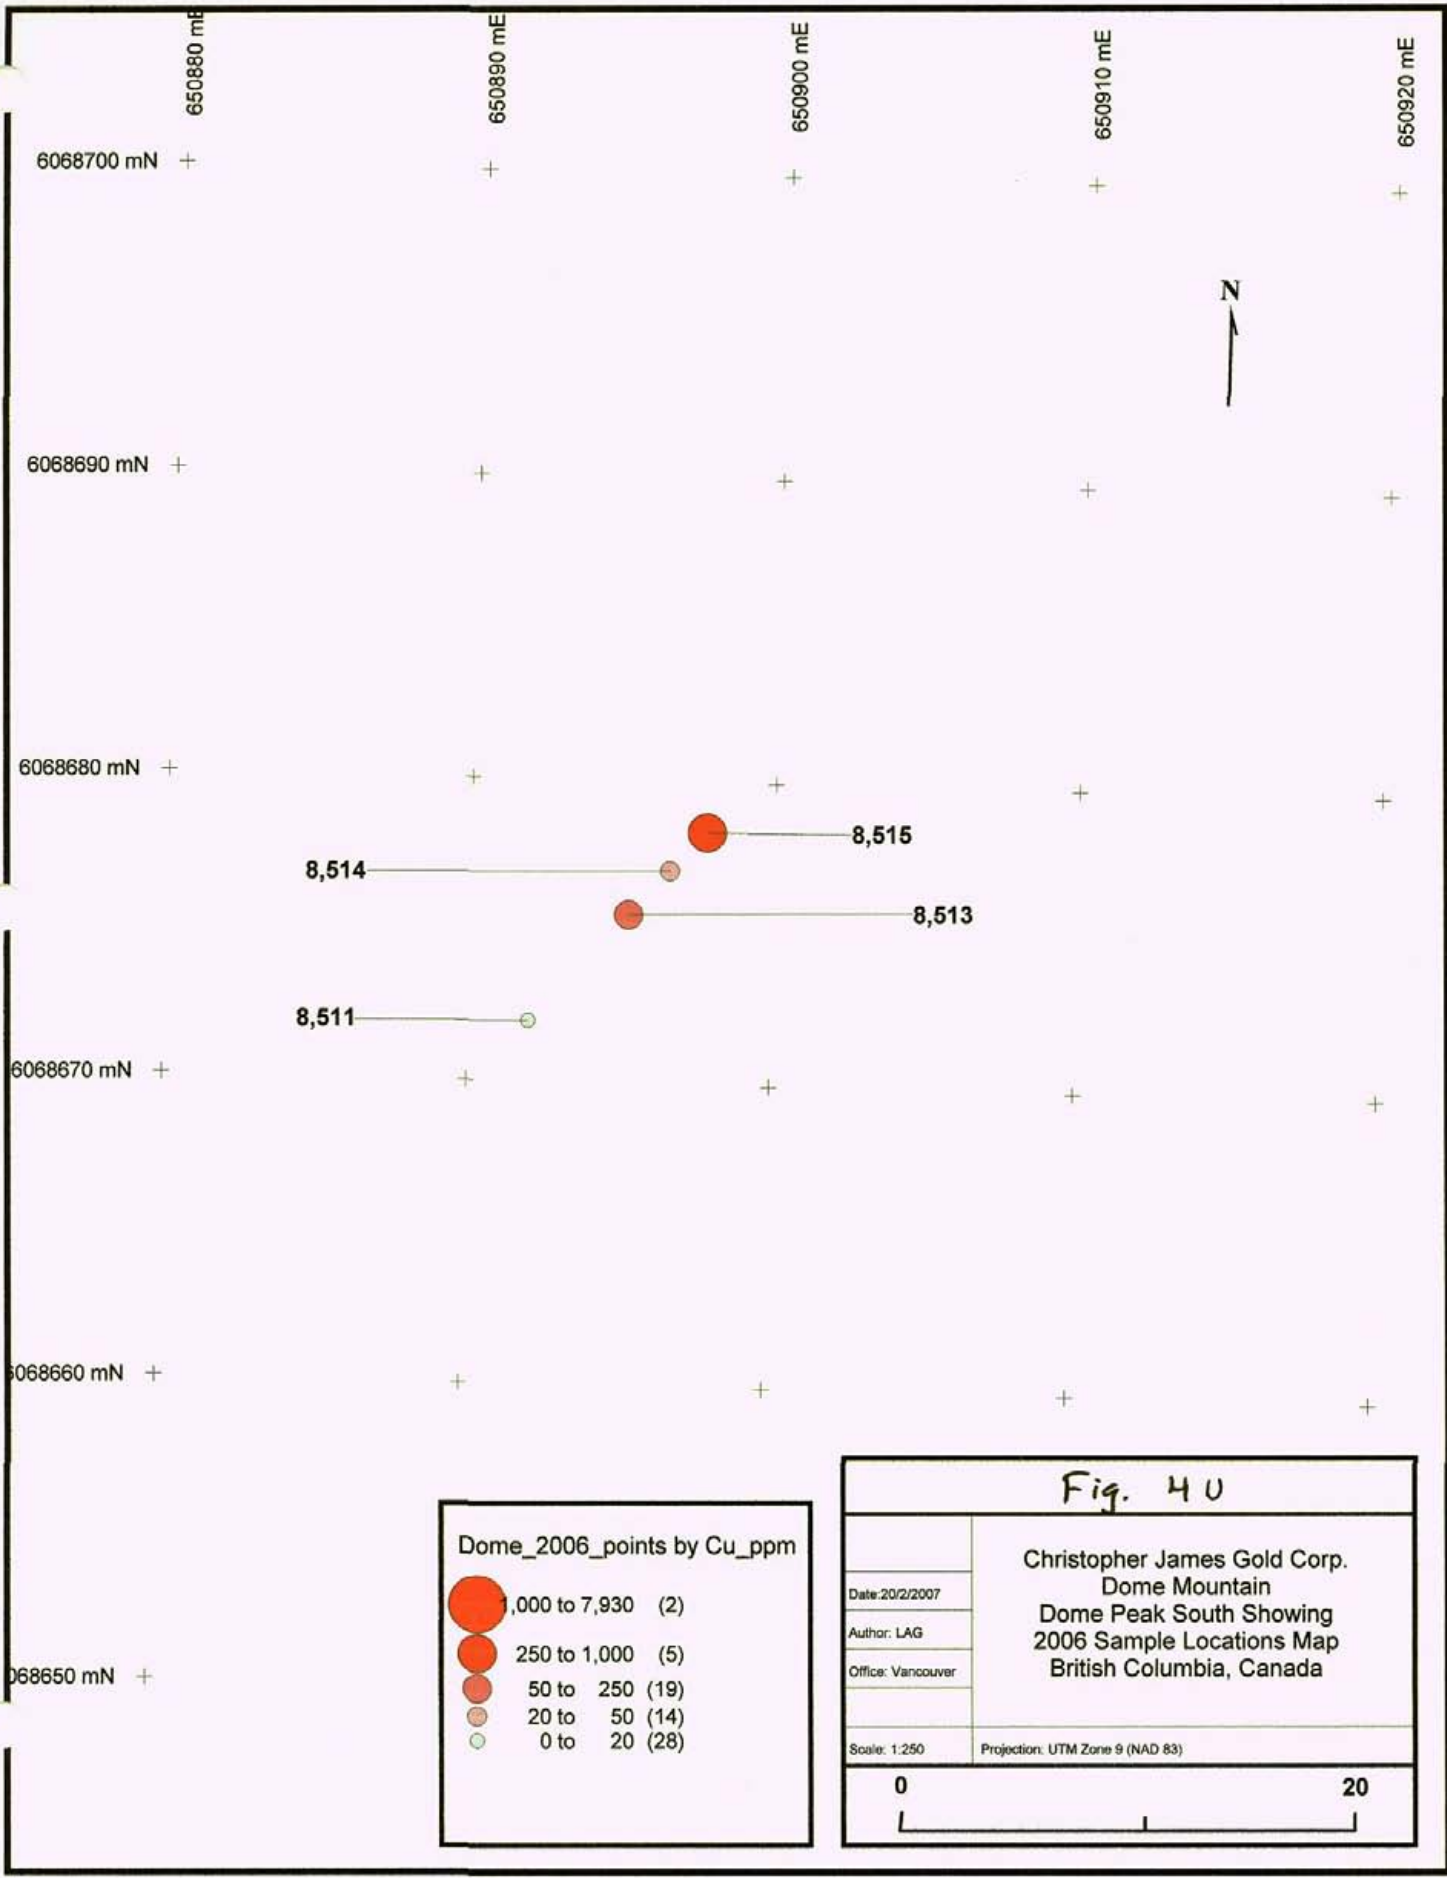 650880 mE
650890 mE
650900 mE
650910 mE
650920 mE
6068700 mN
N
6068690 mN
6068680 mN
8,515
8,514
8,513
8,511
6068670 mN
068660 mN
068650 mN
Dome_2006_points by Cu_ppm
1,000 to 7,930 (2)
250 to 1,000 (5)
50 to 250 (19)
20 to 50 (14)
0 to 20 (28)
Fig. 4U
Christopher James Gold Corp.
Dome Mountain
Dome Peak South Showing
2006 Sample Locations Map
British Columbia, Canada
Date:20/2/2007
Author: LAG
Office: Vancouver
Scale: 1:250
Projection: UTM Zone 9 (NAD 83)
0 20